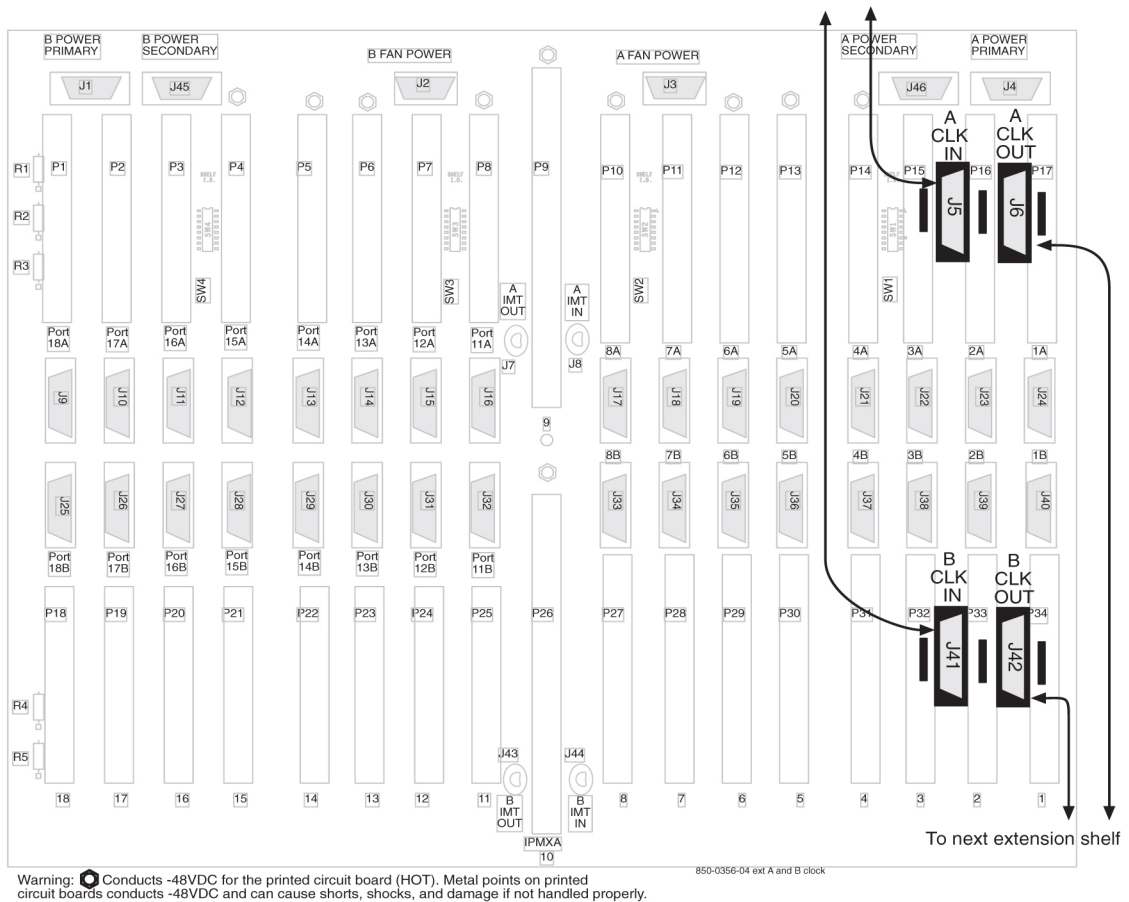 B POWER PRIMARY
B POWER SECONDARY
B FAN POWER
A FAN POWER
A POWER SECONDARY
A POWER PRIMARY
J1 J45 J2 J3 J46 J4
A CLK IN
A CLK OUT
R1 P1 P2 P3 P4 P5 P6 P7 P8 P9 P10 P11 P12 P13 P14 P15 P16 P17
SHELF I.D. SHELF I.D. SHELF I.D. SHELF I.D.
J5 J6
R2 SW4 SW3 SW2 SW1
R3 SW4 SW3 SW2 SW1
A IMT OUT
A IMT IN
Port 18A
Port 17A
Port 16A
Port 15A
Port 14A
Port 13A
Port 12A
Port 11A
J7 J8
8A 7A 6A 5A 4A 3A 2A 1A
J9 J10 J11 J12 J13 J14 J15 J16 J17 J18 J19 J20 J21 J22 J23 J24
9
8B 7B 6B 5B 4B 3B 2B 1B
J25 J26 J27 J28 J29 J30 J31 J32 J33 J34 J35 J36 J37 J38 J39 J40
Port 18B
Port 17B
Port 16B
Port 15B
Port 14B
Port 13B
Port 12B
Port 11B
B CLK IN
B CLK OUT
P18 P19 P20 P21 P22 P23 P24 P25 P26 P27 P28 P29 P30 P31 P32 P33 P34
J41 J42
R4
R5 J43 J44
18 17 16 15 14 13 12 11 8 7 6 5 4 3 2 1
B IMT OUT
B IMT IN
IPMXA
10
To next extension shelf
850-0356-04 ext A and B clock
Warning: Conducts -48VDC for the printed circuit board (HOT). Metal points on printed
circuit boards conducts -48VDC and can cause shorts, shocks, and damage if not handled properly.